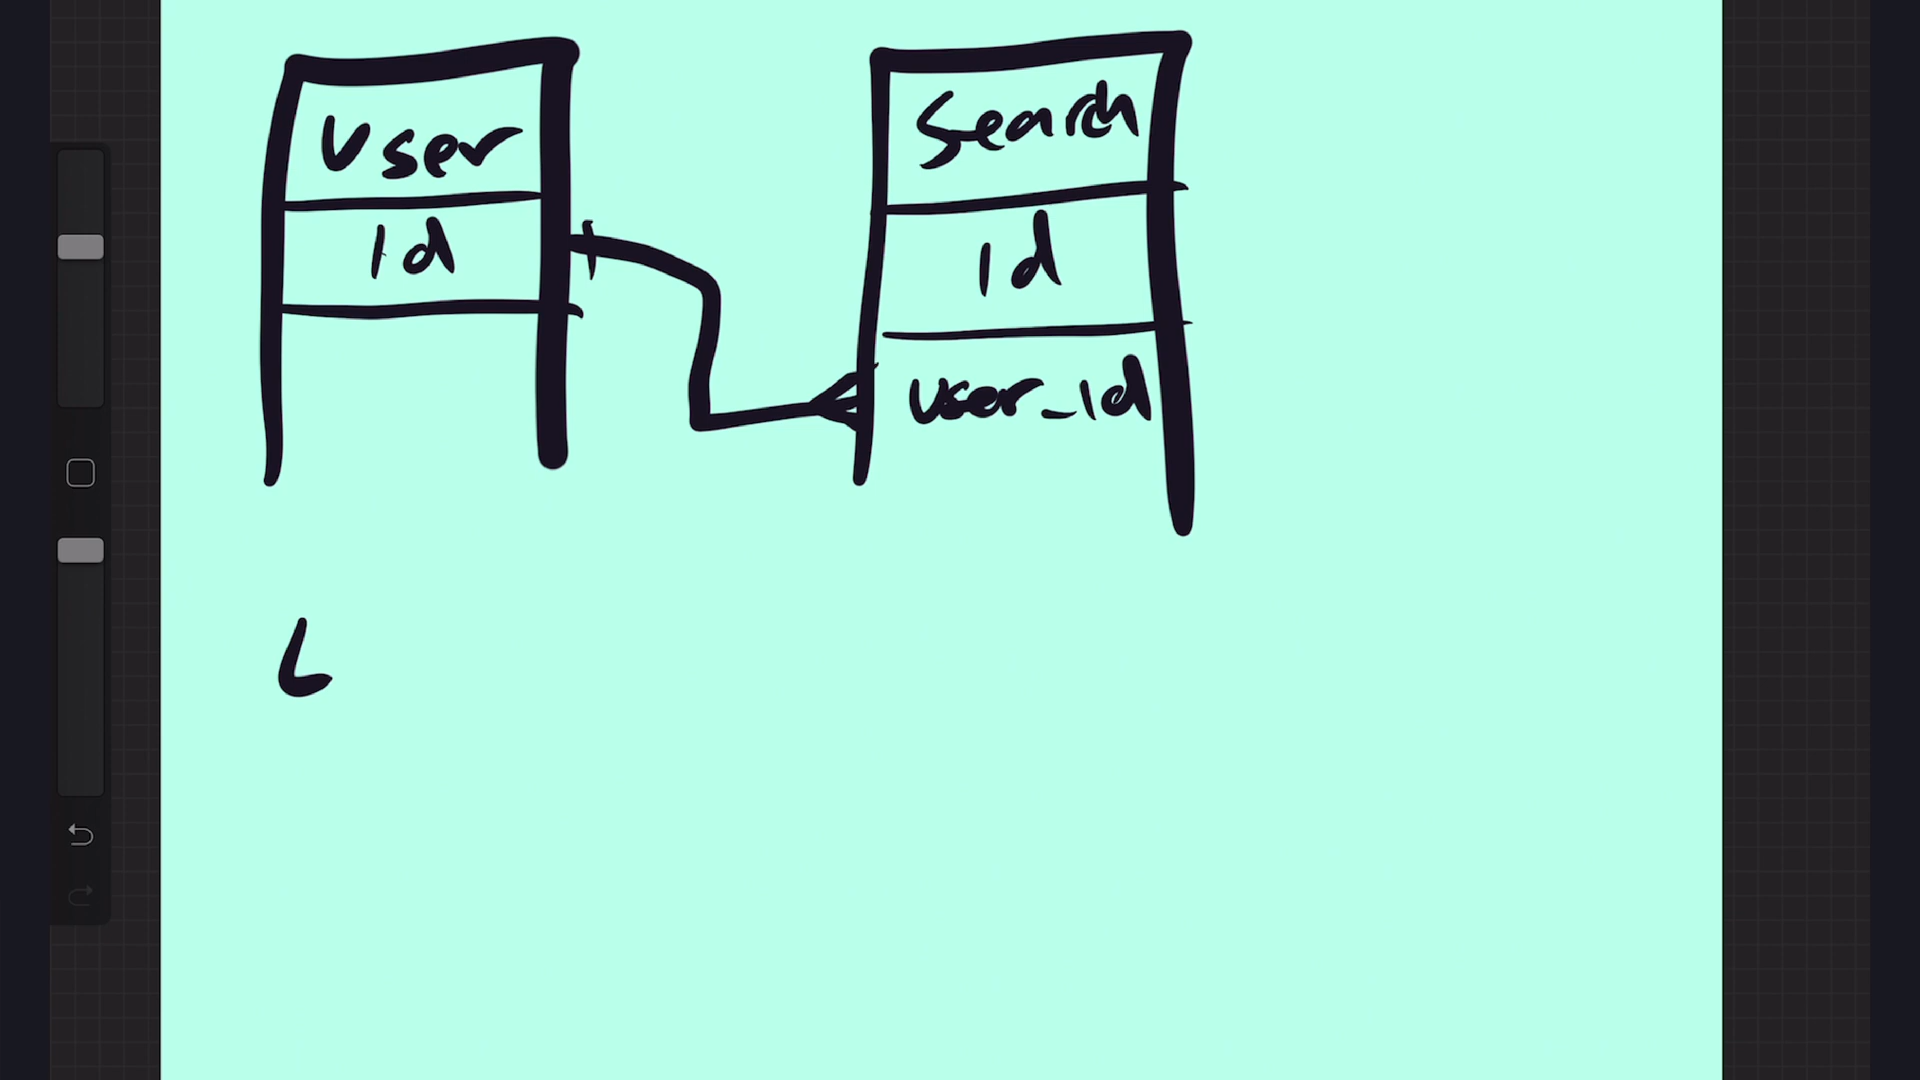 User
Id
Search
Id
user_id
L